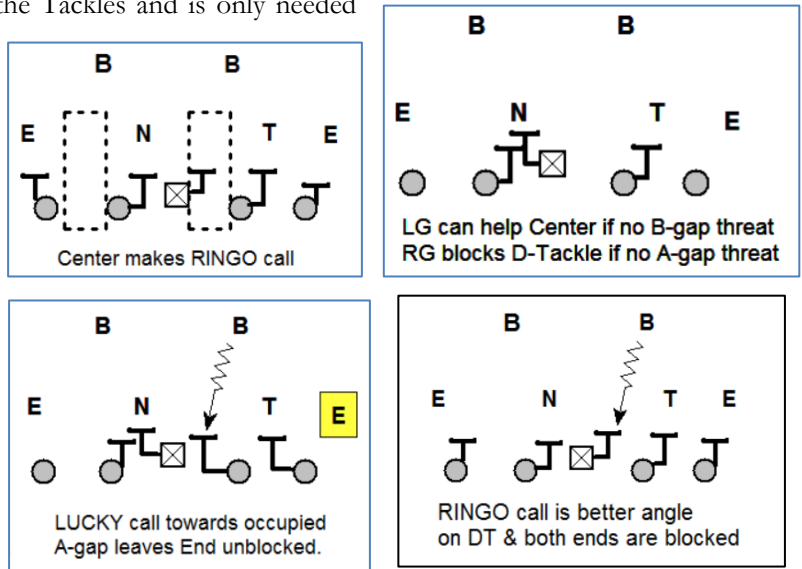 the Tackles and is only needed
B B
E N T E
Center makes RINGO call
B B
E N T E
LG can help Center if no B-gap threat
RG blocks D-Tackle if no A-gap threat
B B
E N T E
LUCKY call towards occupied
A-gap leaves End unblocked.
B B
E N T E
RINGO call is better angle
on DT & both ends are blocked